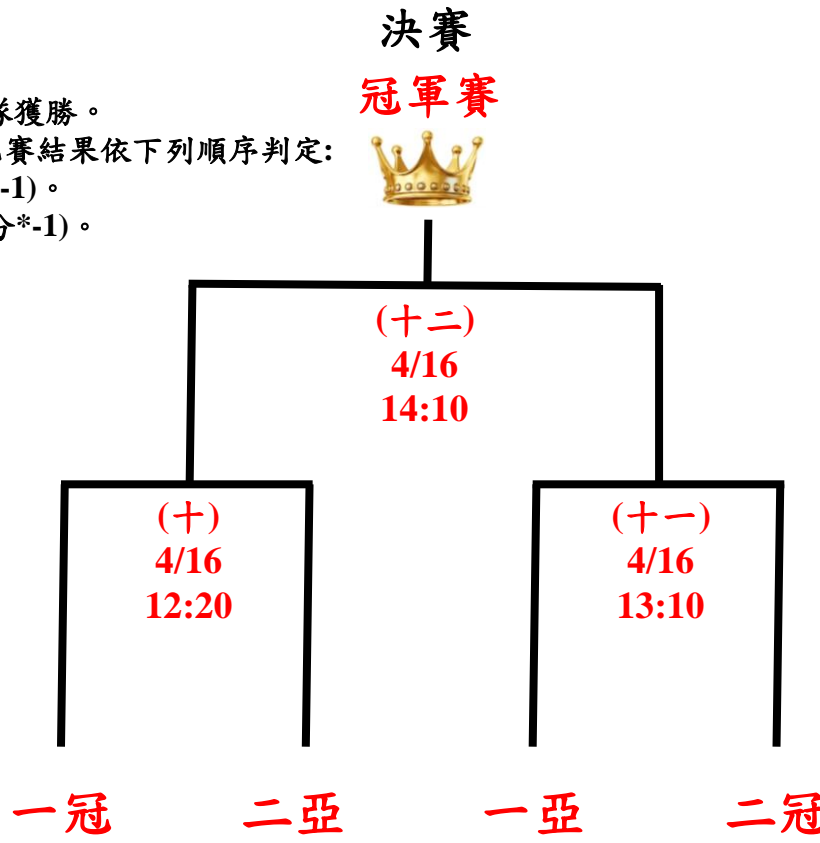 決賽
冠軍賽
隊獲勝。
賽結果依下列順序判定:
-1)。
分*-1)。
(十二)
4/16
14:10
(十)
4/16
12:20
(十一)
4/16
13:10
一冠
二亞
一亞
二冠